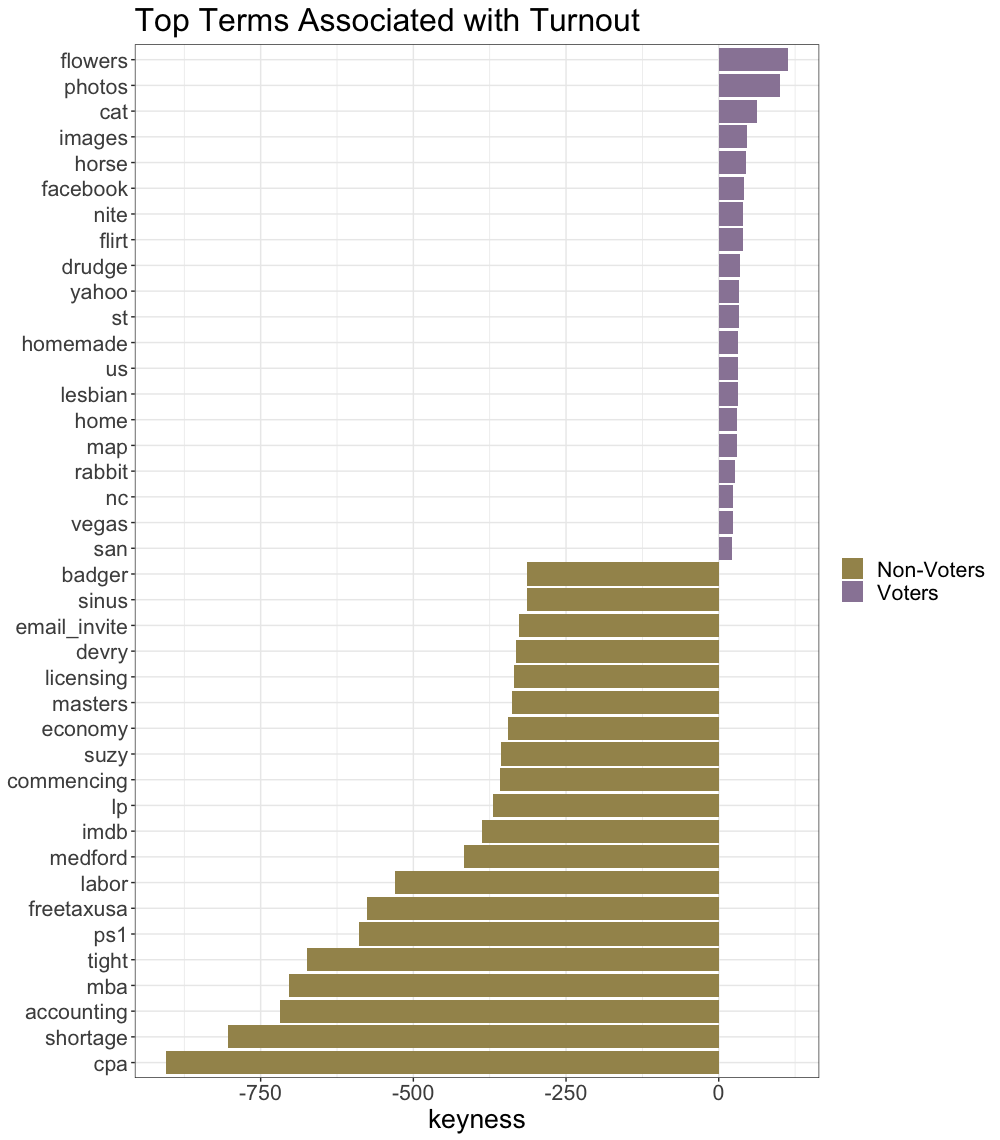 Top Terms Associated with Turnout
flowers
photos
cat
images
horse
facebook
nite
flirt
drudge
yahoo
st
homemade
us
lesbian
home
map
rabbit
nc
vegas
san
badger
sinus
email_invite
devry
licensing
masters
economy
suzy
commencing
lp
imdb
medford
labor
freetaxusa
ps1
tight
mba
accounting
shortage
cpa
-750 -500 -250 0
keyness
Non-Voters
Voters